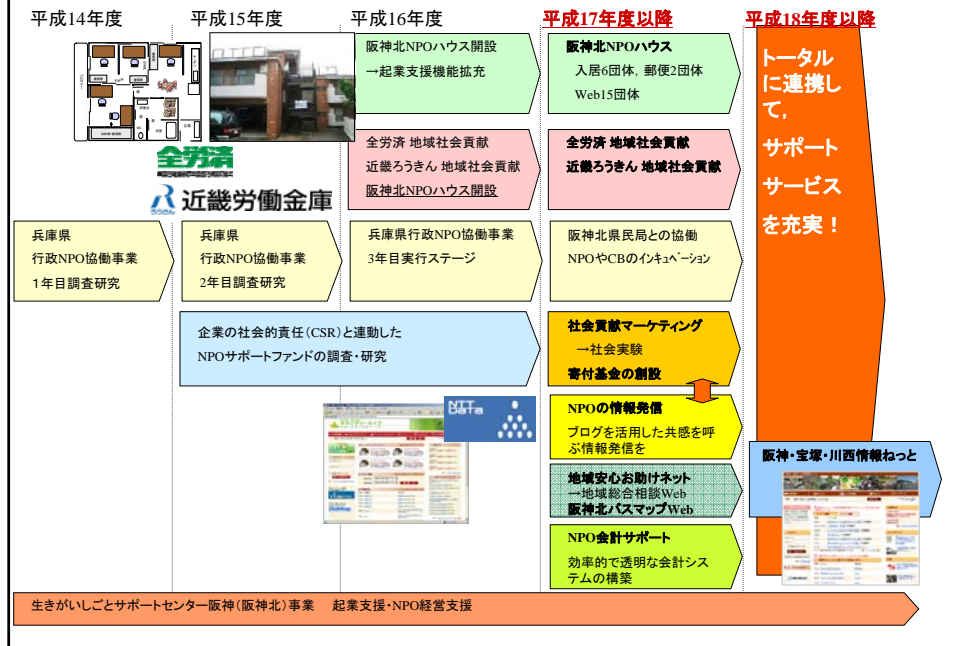 平成14年度
平成15年度
平成16年度
平成17年度以降
平成18年度以降
阪神北NPOハウス開設
→起業支援機能拡充
阪神北NPOハウス
入居6団体，郵便2団体
Web15団体
トータル
に連携し
て，
サポート
サービス
を充実！
全労済
近畿労働金庫
ろうきん
全労済 地域社会貢献
近畿ろうきん 地域社会貢献
阪神北NPOハウス開設
全労済 地域社会貢献
近畿ろうきん 地域社会貢献
兵庫県
行政NPO協働事業
１年目調査研究
兵庫県
行政NPO協働事業
2年目調査研究
兵庫県行政NPO協働事業
3年目実行ステージ
阪神北県民局との協働
NPOやCBのインキュベーション
企業の社会的責任（CSR）と連動した
NPOサポートファンドの調査・研究
社会貢献マーケティング
→社会実験
寄付基金の創設
NTT
Data
NPOの情報発信
ブログを活用した共感を呼
ぶ情報発信を
地域安心お助けネット
→地域総合相談Web
阪神北バスマップWeb
阪神・宝塚・川西情報ねっと
NPO会計サポート
効率的で透明な会計シス
テムの構築
生きがいしごとサポートセンター阪神（阪神北）事業　起業支援・NPO経営支援